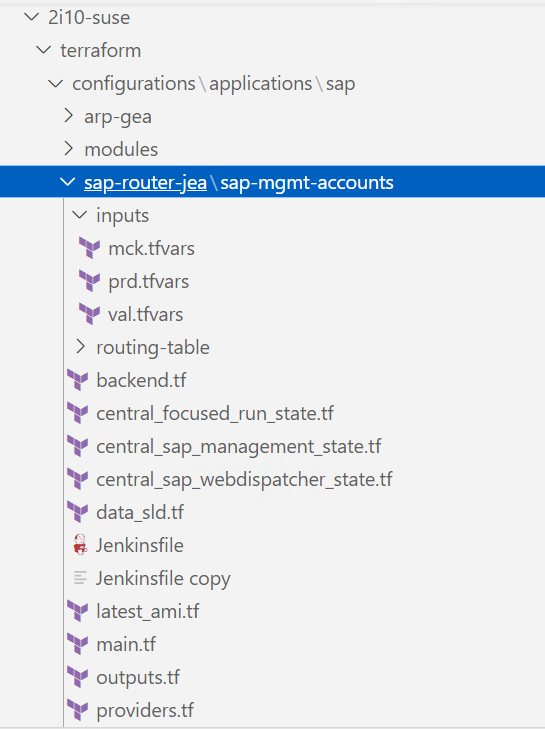 2i10-suse
terraform
configurations\applications\sap
arp-gea
modules
sap-router-jea\sap-mgmt-accounts
inputs
mck.tfvars
prd.tfvars
val.tfvars
routing-table
backend.tf
central_focused_run_state.tf
central_sap_management_state.tf
central_sap_webdispatcher_state.tf
data_sld.tf
Jenkinsfile
Jenkinsfile copy
latest_ami.tf
main.tf
outputs.tf
providers.tf